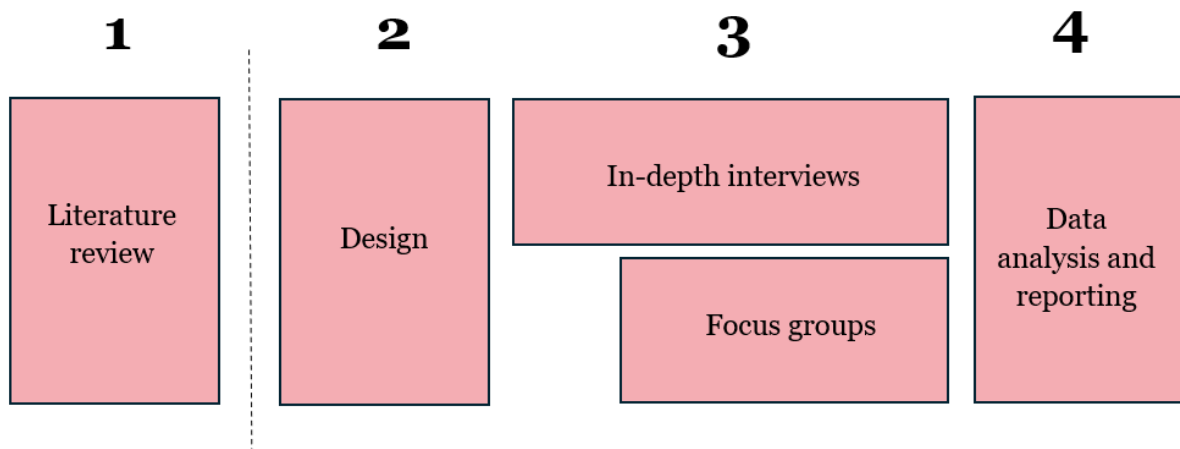 1
2
3
4
Literature
review
Design
In-depth interviews
Focus groups
Data
analysis and
reporting